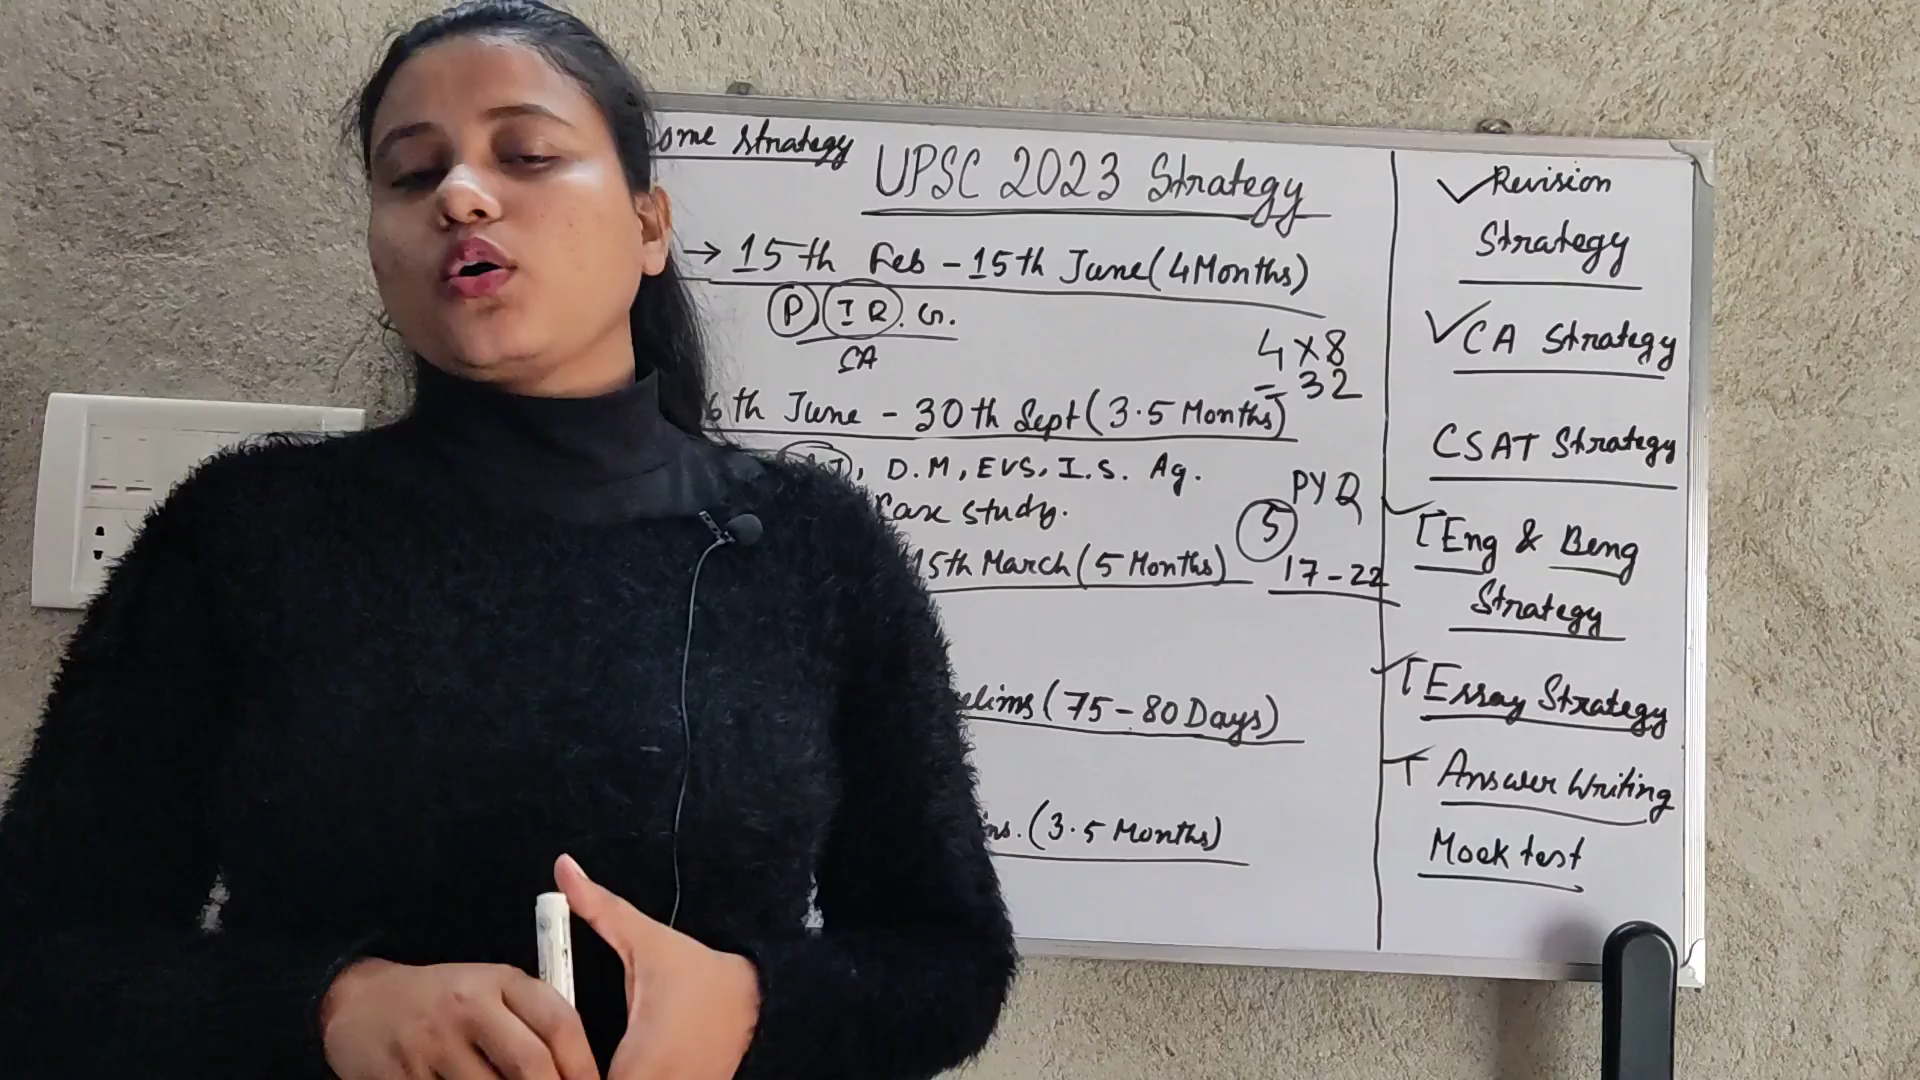 some strategy
UPSC 2023 Strategy
→ 15th Feb - 15th June (4 Months)
P IR. G.
CA
4 x 8
= 32
6th June - 30th Sept (3.5 Months)
, D.M, EVS, I.S. Ag.
Case study.
PYQ
5
15th March (5 Months)
17-22
elims (75-80 Days)
ns. (3.5 Months)
✓ Revision
Strategy
✓ CA Strategy
CSAT Strategy
[Eng & Beng
Strategy
[Essay Strategy
Answer Writing
Mock test